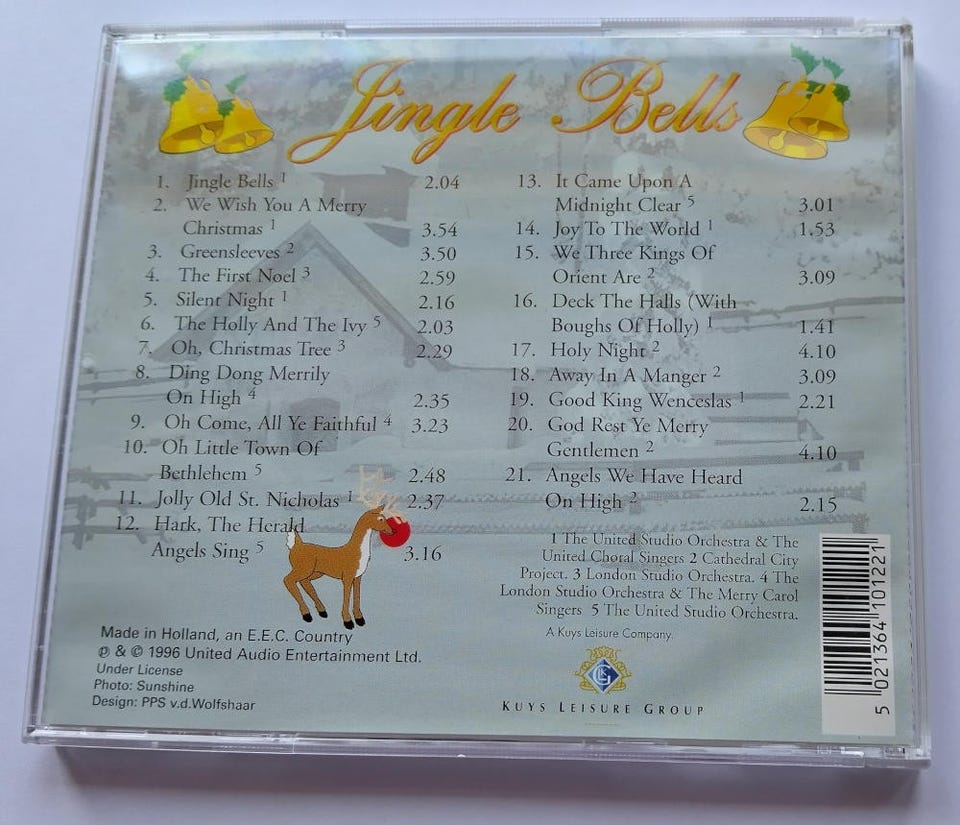 Jingle Bells
1. Jingle Bells 1 2.04
2. We Wish You A Merry
Christmas 1 3.54
3. Greensleeves 2 3.50
4. The First Noel 3 2.59
5. Silent Night 1 2.16
6. The Holly And The Ivy 5 2.03
7. Oh, Christmas Tree 3 2.29
8. Ding Dong Merrily
On High 4 2.35
9. Oh Come, All Ye Faithful 4 3.23
10. Oh Little Town Of
Bethlehem 5 2.48
11. Jolly Old St. Nicholas 1 2.37
12. Hark, The Herald
Angels Sing 5 3.16
13. It Came Upon A
Midnight Clear 5 3.01
14. Joy To The World 1 1.53
15. We Three Kings Of
Orient Are 2 3.09
16. Deck The Halls (With
Boughs Of Holly) 1 1.41
17. Holy Night 2 4.10
18. Away In A Manger 2 3.09
19. Good King Wenceslas 1 2.21
20. God Rest Ye Merry
Gentlemen 2 4.10
21. Angels We Have Heard
On High 2 2.15
1 The United Studio Orchestra & The
United Choral Singers 2 Cathedral City
Project. 3 London Studio Orchestra. 4 The
London Studio Orchestra & The Merry Carol
Singers 5 The United Studio Orchestra.
A Kuys Leisure Company.
KUYS LEISURE GROUP
Made in Holland, an E.E.C. Country
℗ & © 1996 United Audio Entertainment Ltd.
Under License
Photo: Sunshine
Design: PPS v.d.Wolfshaar
5 021364 101221